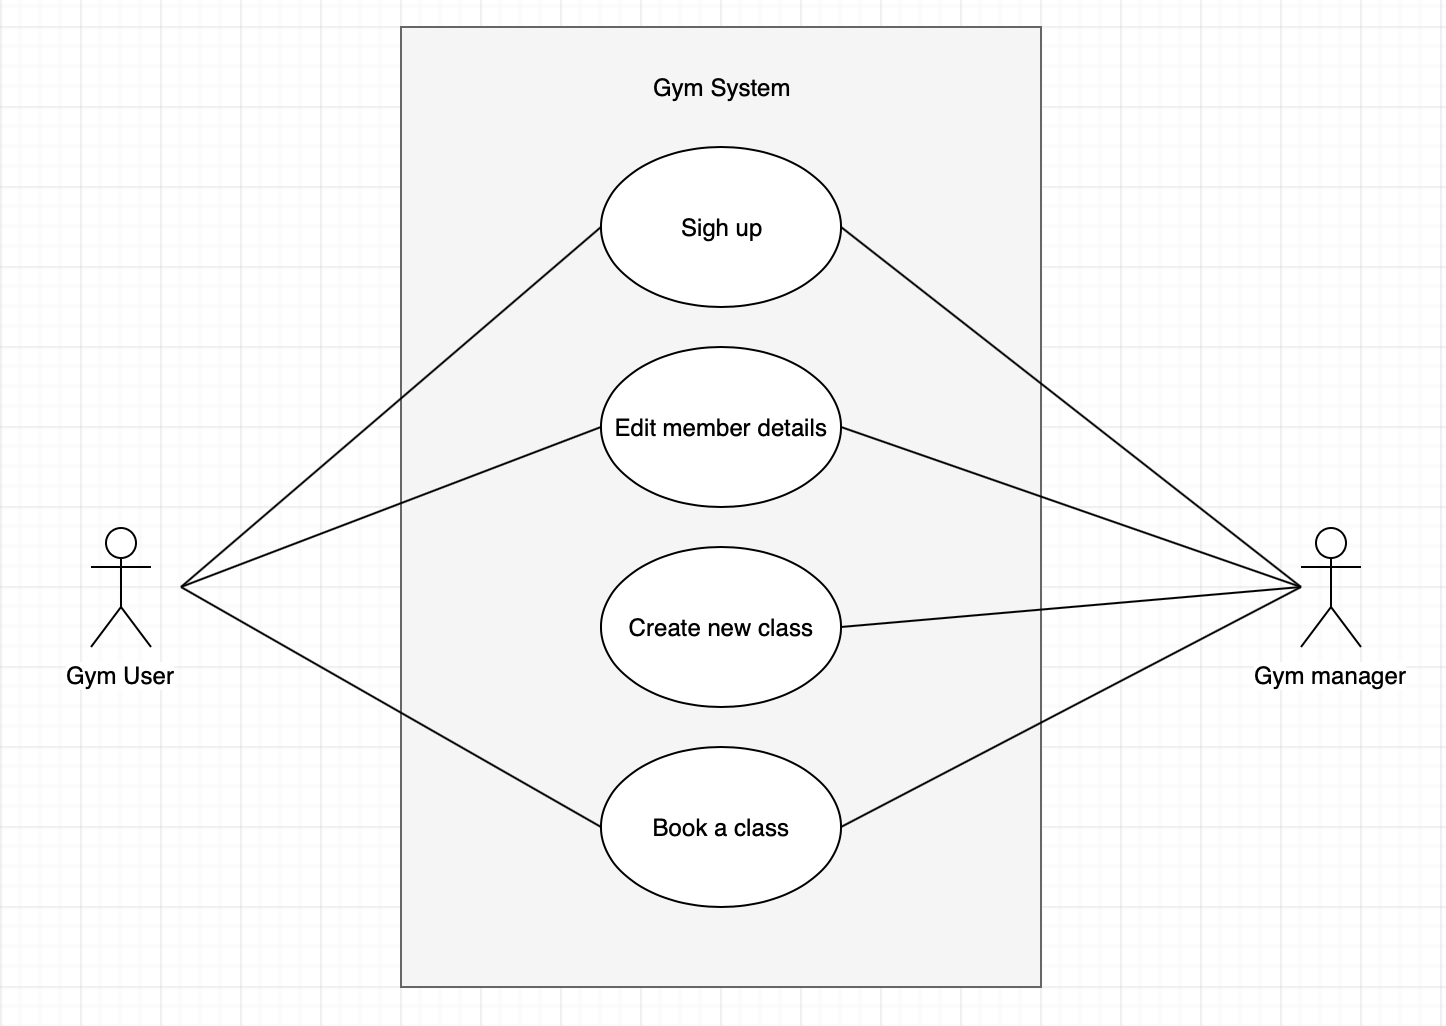 Gym System
Sigh up
Edit member details
Create new class
Book a class
Gym User
Gym manager